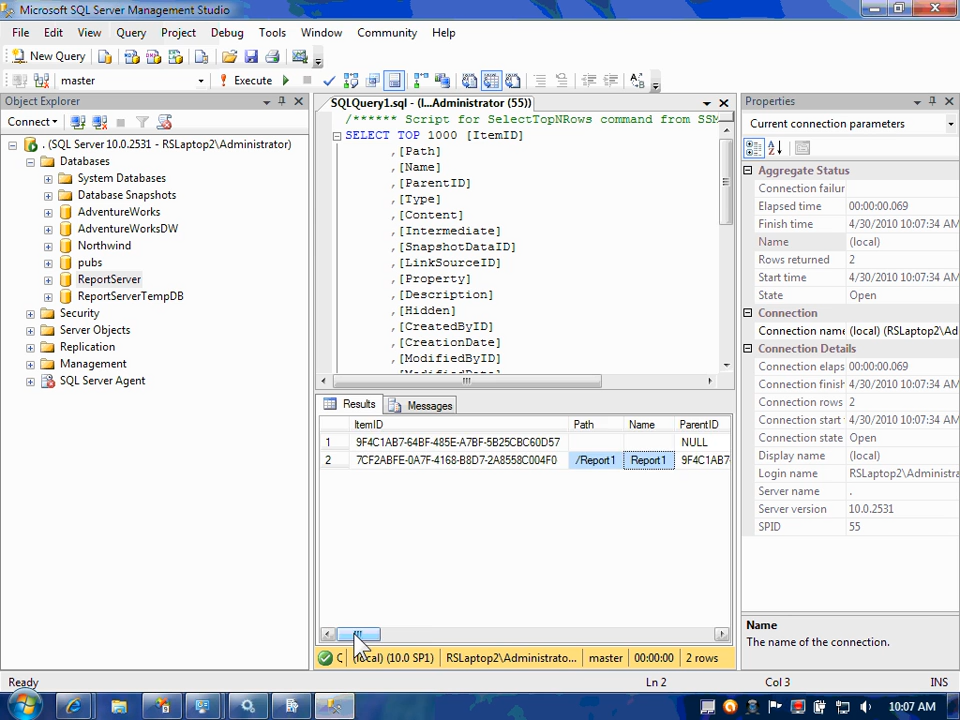 Microsoft SQL Server Management Studio
File Edit View Query Project Debug Tools Window Community Help
New Query
master Execute
Object Explorer
Connect
. (SQL Server 10.0.2531 - RSLaptop2\Administrator)
Databases
System Databases
Database Snapshots
AdventureWorks
AdventureWorksDW
Northwind
pubs
ReportServer
ReportServerTempDB
Security
Server Objects
Replication
Management
SQL Server Agent
SQLQuery1.sql - (l...Administrator (55))
/****** Script for SelectTopNRows command from SSM
SELECT TOP 1000 [ItemID]
,[Path]
,[Name]
,[ParentID]
,[Type]
,[Content]
,[Intermediate]
,[SnapshotDataID]
,[LinkSourceID]
,[Property]
,[Description]
,[Hidden]
,[CreatedByID]
,[CreationDate]
,[ModifiedByID]
Results Messages
ItemID Path Name ParentID
1 9F4C1AB7-64BF-485E-A7BF-5B25CBC60D57 NULL
2 7CF2ABFE-0A7F-4168-B8D7-2A8558C004F0 /Report1 Report1 9F4C1AB7-
C (local) (10.0 SP1) RSLaptop2\Administrato... master 00:00:00 2 rows
Properties
Current connection parameters
Aggregate Status
Connection failur
Elapsed time 00:00:00.069
Finish time 4/30/2010 10:07:34 AM
Name (local)
Rows returned 2
Start time 4/30/2010 10:07:34 AM
State Open
Connection
Connection name (local) (RSLaptop2\Ad
Connection Details
Connection elaps 00:00:00.069
Connection finish 4/30/2010 10:07:34 AM
Connection rows 2
Connection start 4/30/2010 10:07:34 AM
Connection state Open
Display name (local)
Login name RSLaptop2\Administra
Server name .
Server version 10.0.2531
SPID 55
Name
The name of the connection.
Ready Ln 2 Col 3 INS
10:07 AM